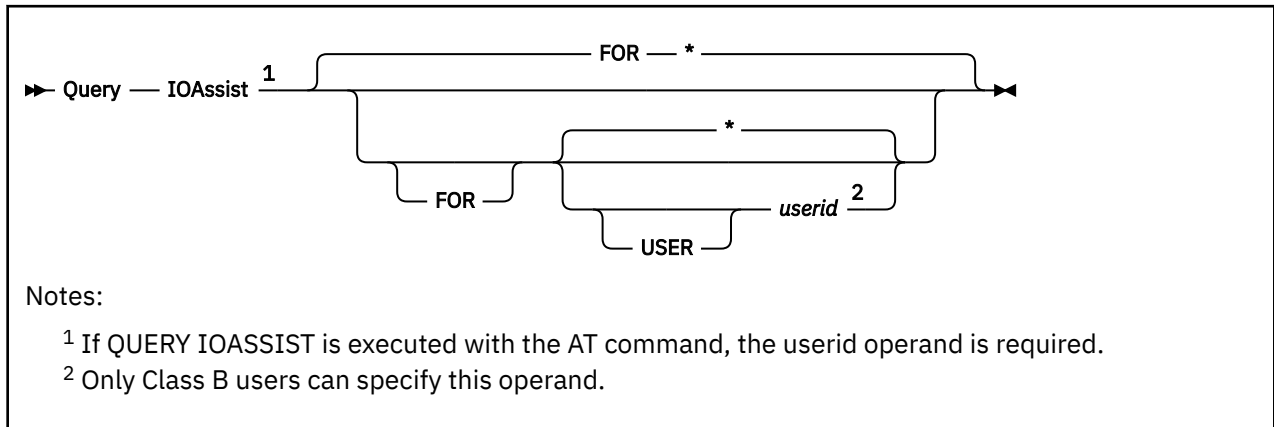 FOR *
Query IOAssist 1
*
FOR userid 2
USER
Notes:
1 If QUERY IOASSIST is executed with the AT command, the userid operand is required.
2 Only Class B users can specify this operand.